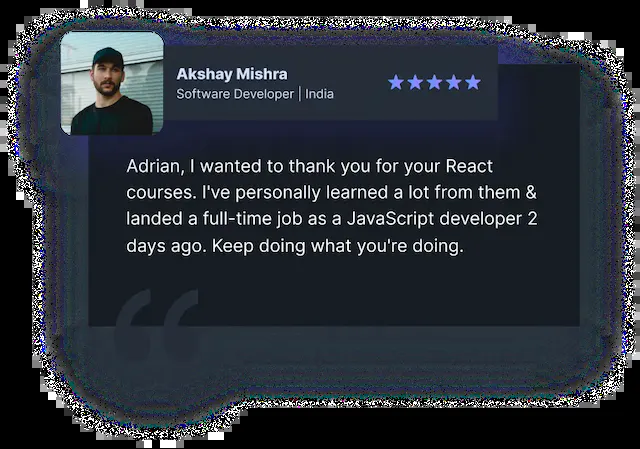 Akshay Mishra
Software Developer | India
Adrian, I wanted to thank you for your React
courses. I've personally learned a lot from them &
landed a full-time job as a JavaScript developer 2
days ago. Keep doing what you're doing.
“